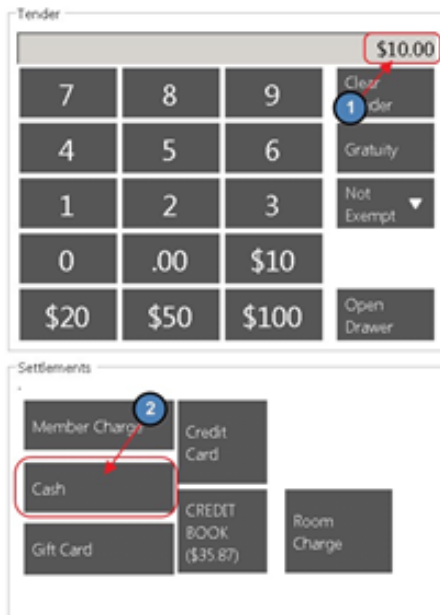 Tender
$10.00
7 8 9 Clear
1
4 5 6 Gratuity
1 2 3 Not
Exempt
0 .00 $10
$20 $50 $100 Open
Drawer
Settlements
2
Member Charge
Credit
Card
Cash
CREDIT
BOOK
($35.87)
Room
Charge
Gift Card